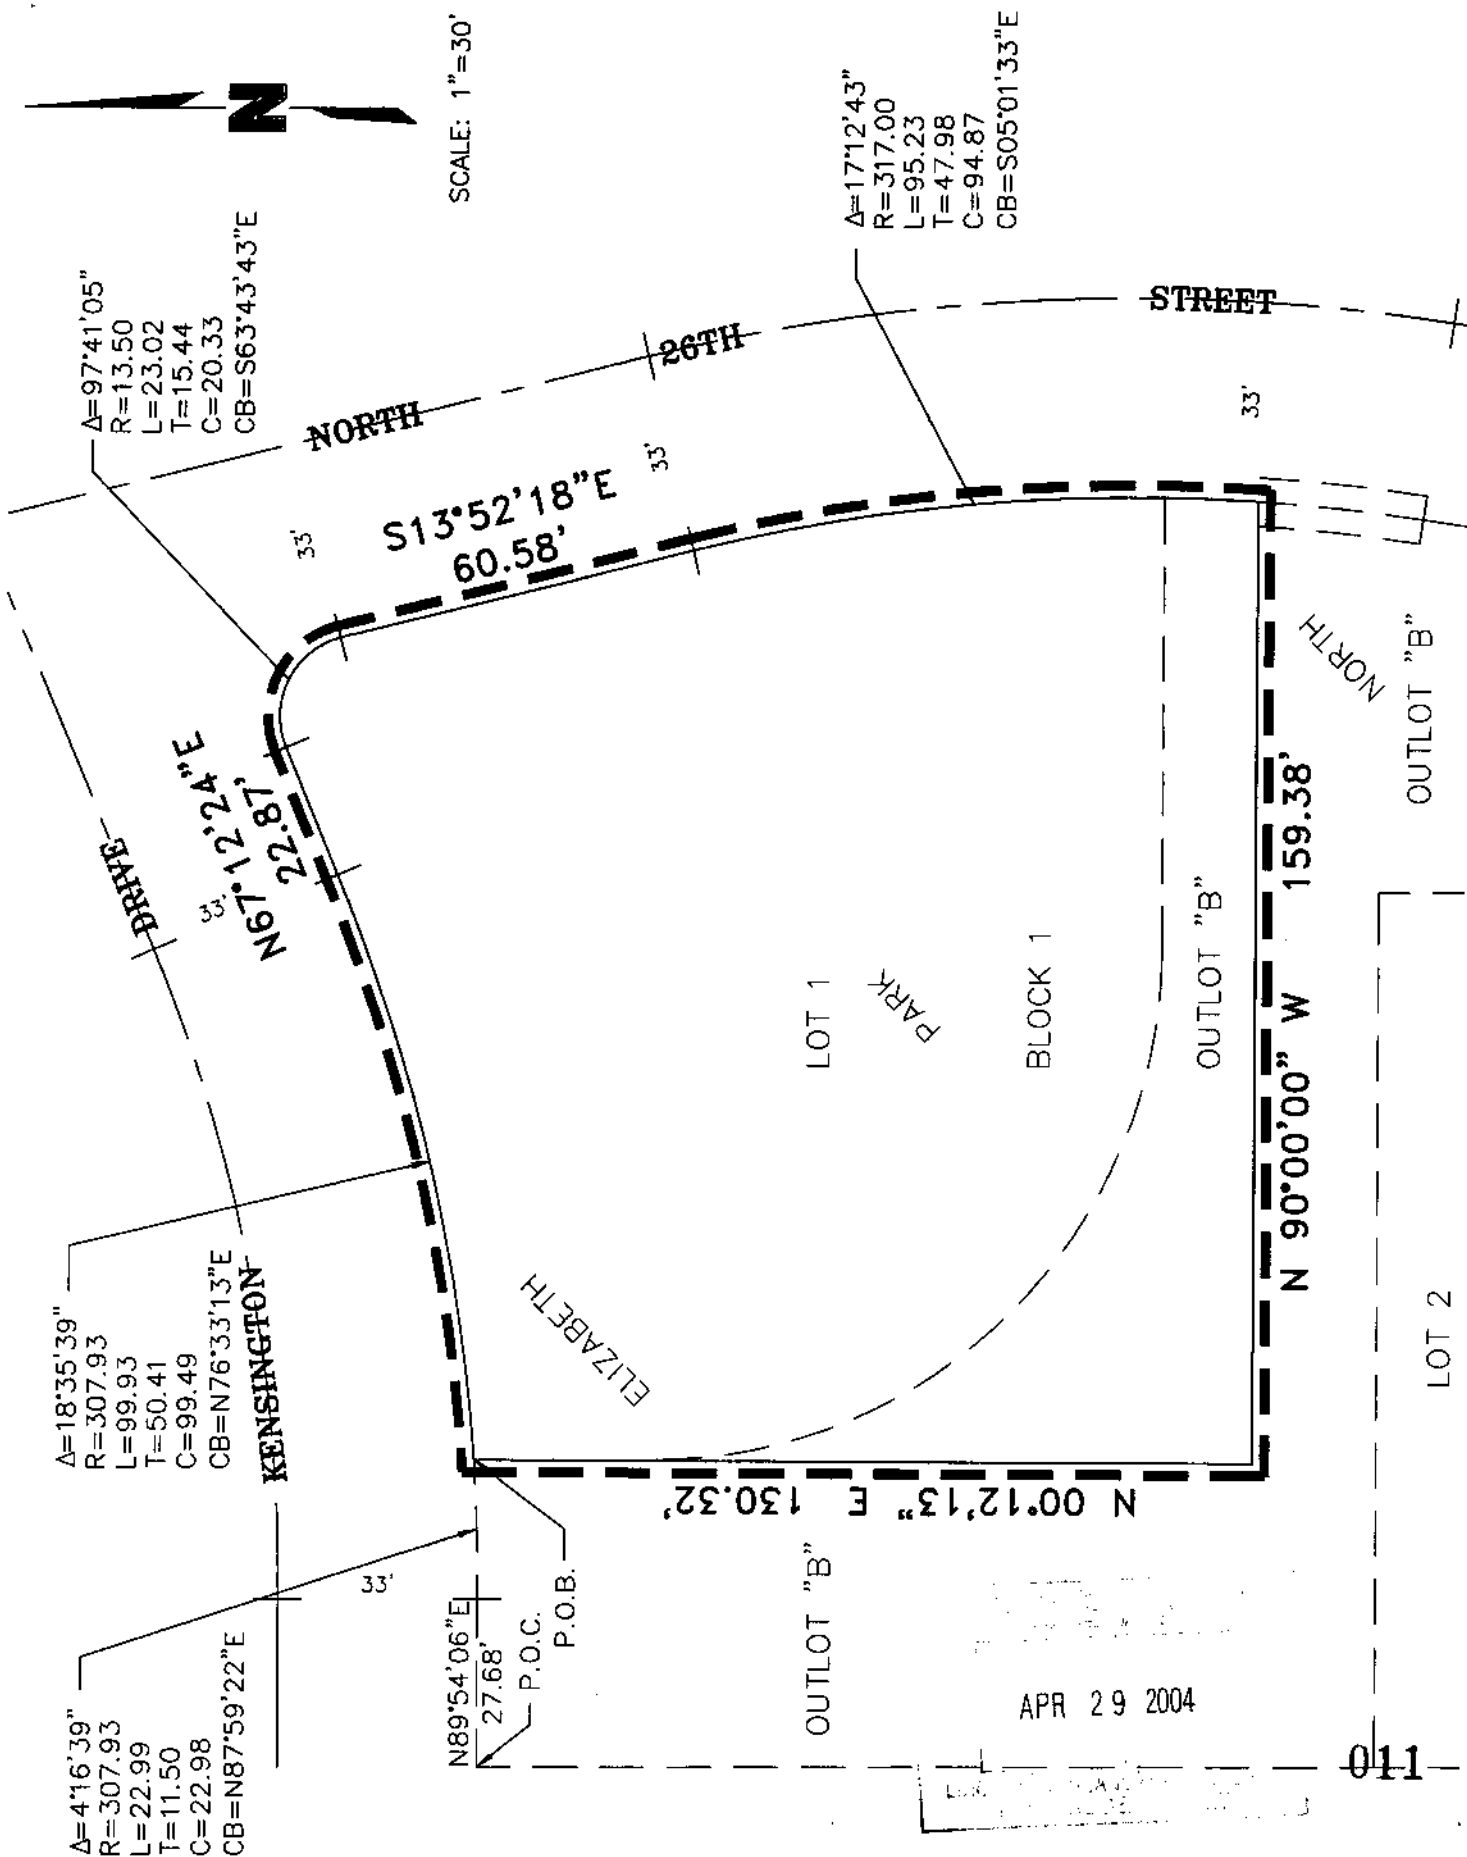 Δ=4°16'39"
R=307.93
L=22.99
T=11.50
C=22.98
CB=N87°59'22"E
Δ=18°35'39"
R=307.93
L=99.93
T=50.41
C=99.49
CB=N76°33'13"E
Δ=97°41'05"
R=13.50
L=23.02
T=15.44
C=20.33
CB=S63°43'43"E
N
SCALE: 1"=30'
KENSINGTON
DRIVE
33'
33'
N67°12'24"E
22.87'
NORTH
26TH
STREET
33'
33'
33'
S13°52'18"E
60.58'
Δ=17°12'43"
R=317.00
L=95.23
T=47.98
C=94.87
CB=S05°01'33"E
N89°54'06"E
27.68'
P.O.C.
P.O.B.
ELIZABETH
PARK
NORTH
LOT 1
BLOCK 1
OUTLOT "B"
N 00°12'13" E 130.32'
OUTLOT "B"
N 90°00'00" W 159.38'
OUTLOT "B"
LOT 2
APR 29 2004
011